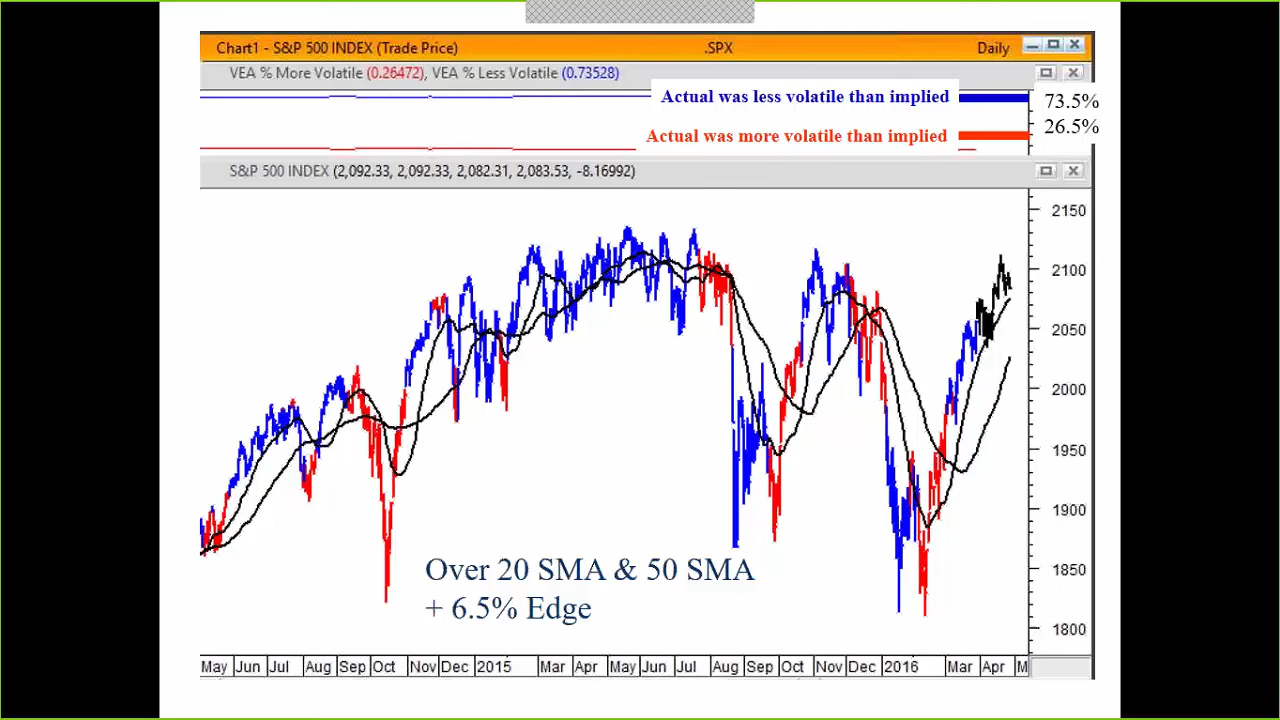 Chart1 - S&P 500 INDEX (Trade Price) .SPX Daily
VEA % More Volatile (0.26472), VEA % Less Volatile (0.73528)
Actual was less volatile than implied 73.5%
Actual was more volatile than implied 26.5%
S&P 500 INDEX (2,092.33, 2,092.33, 2,082.31, 2,083.53, -8.16992)
2150
2100
2050
2000
1950
1900
1850
1800
Over 20 SMA & 50 SMA
+ 6.5% Edge
May Jun Jul Aug Sep Oct Nov Dec 2015 Mar Apr May Jun Jul Aug Sep Oct Nov Dec 2016 Mar Apr M